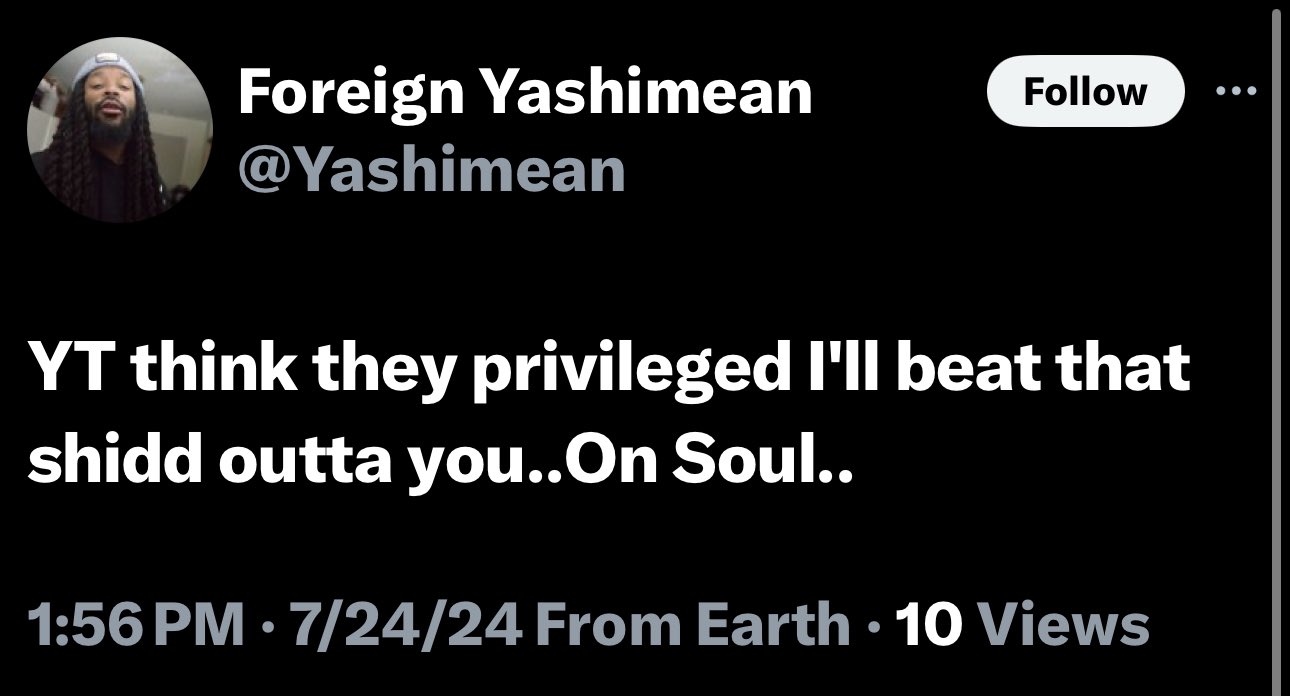 Foreign Yashimean
Follow
@Yashimean
YT think they privileged I'll beat that
shidd outta you..On Soul..
1:56 PM · 7/24/24 From Earth · 10 Views